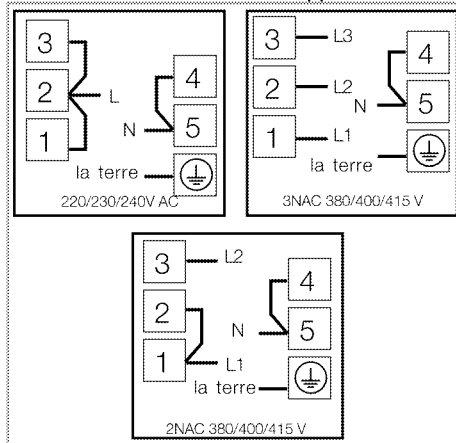 3
2
L
1
4
N
5
la terre
220/230/240V AC
3
L3
2
L2
1
L1
4
N
5
la terre
3NAC 380/400/415 V
3
L2
2
1
L1
4
N
5
la terre
2NAC 380/400/415 V